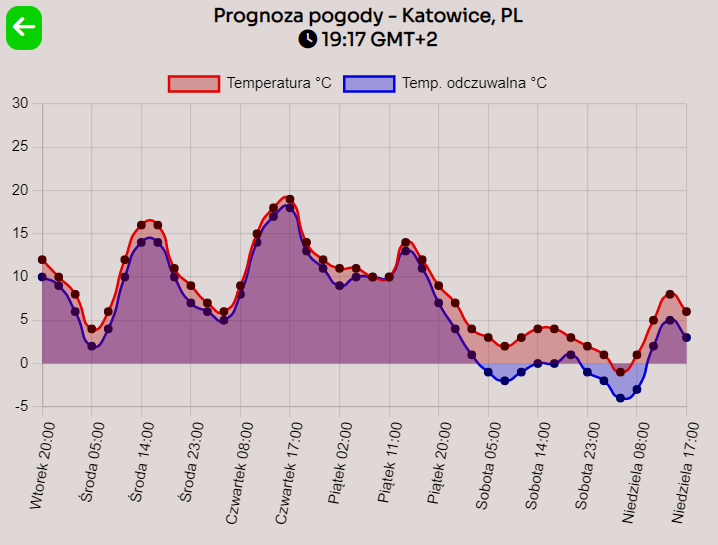 Prognoza pogody - Katowice, PL
19:17 GMT+2
Temperatura °C
Temp. odczuwalna °C
30
25
20
15
10
5
0
-5
Wtorek 20:00
Środa 05:00
Środa 14:00
Środa 23:00
Czwartek 08:00
Czwartek 17:00
Piątek 02:00
Piątek 11:00
Piątek 20:00
Sobota 05:00
Sobota 14:00
Sobota 23:00
Niedziela 08:00
Niedziela 17:00